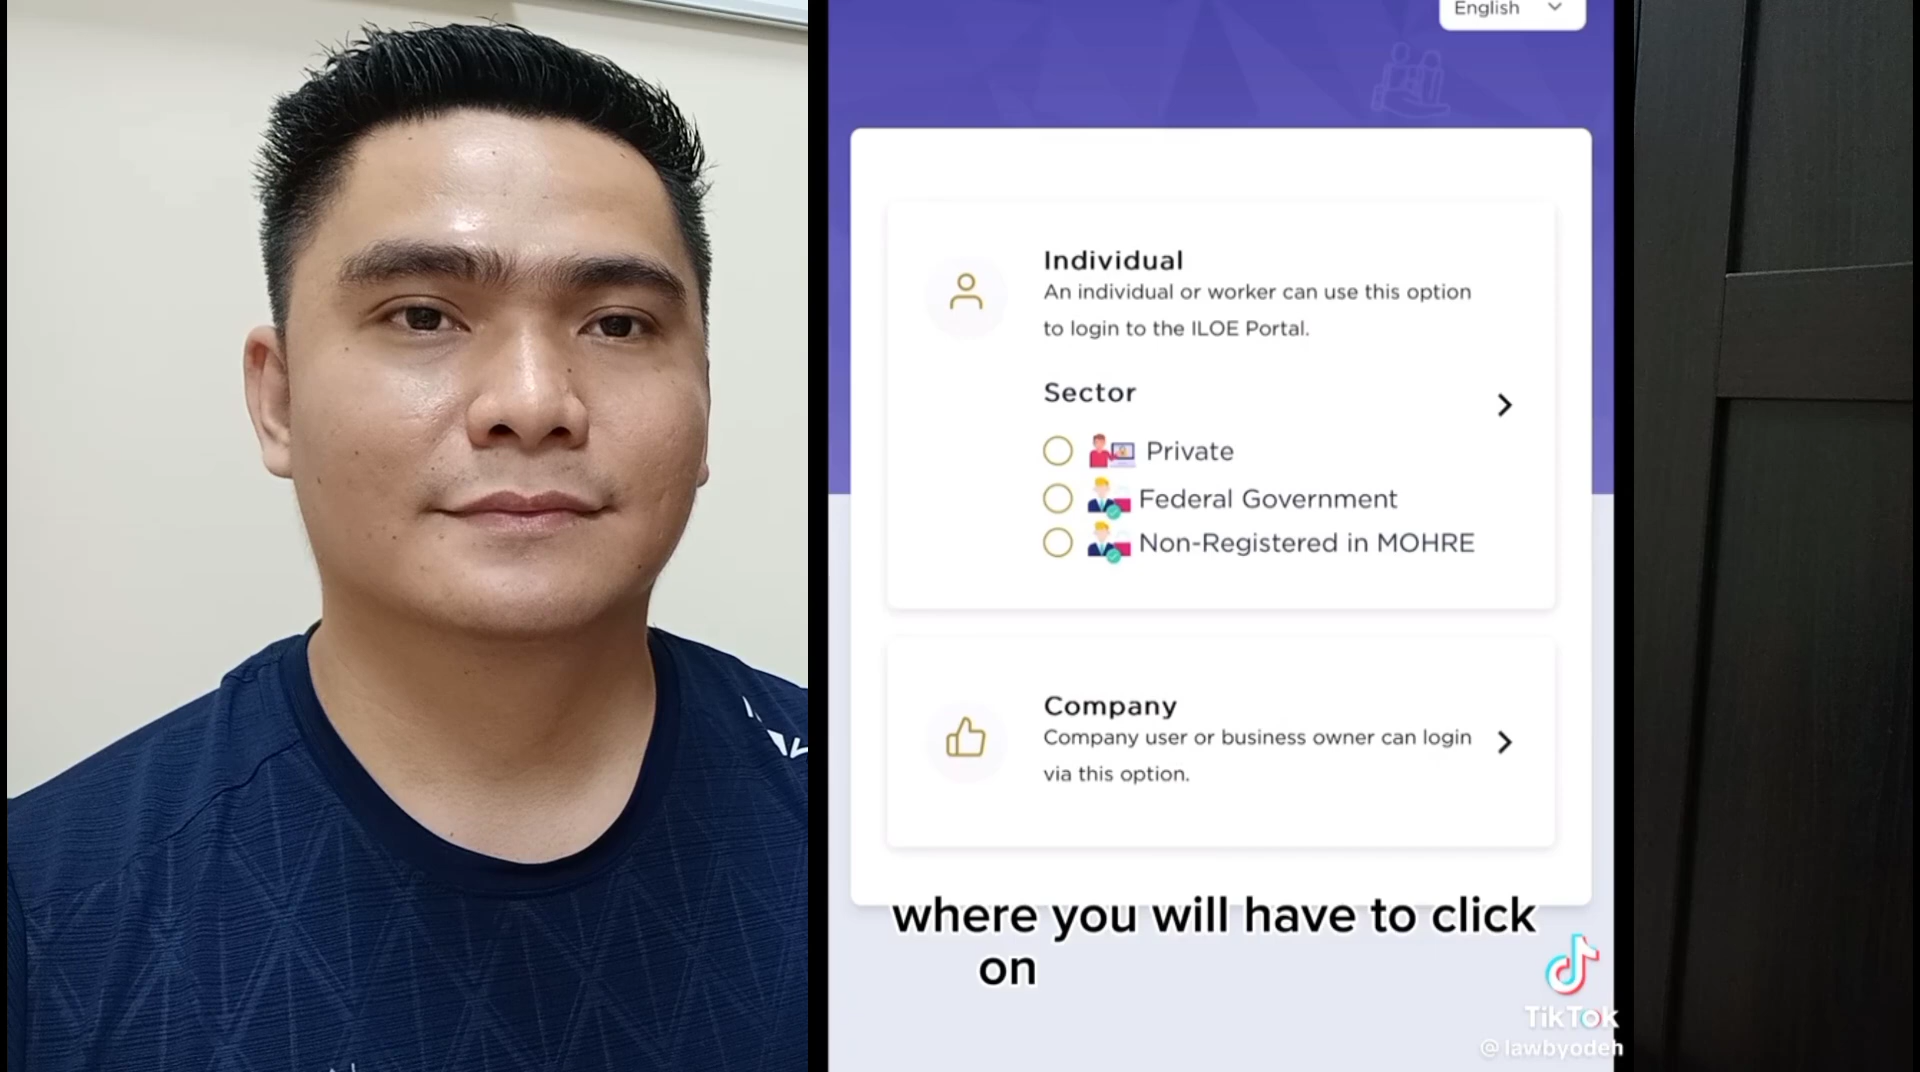 English
Individual
An individual or worker can use this option
to login to the ILOE Portal.
Sector
Private
Federal Government
Non-Registered in MOHRE
Company
Company user or business owner can login
via this option.
where you will have to click
on
TikTok
@lawbyodeh